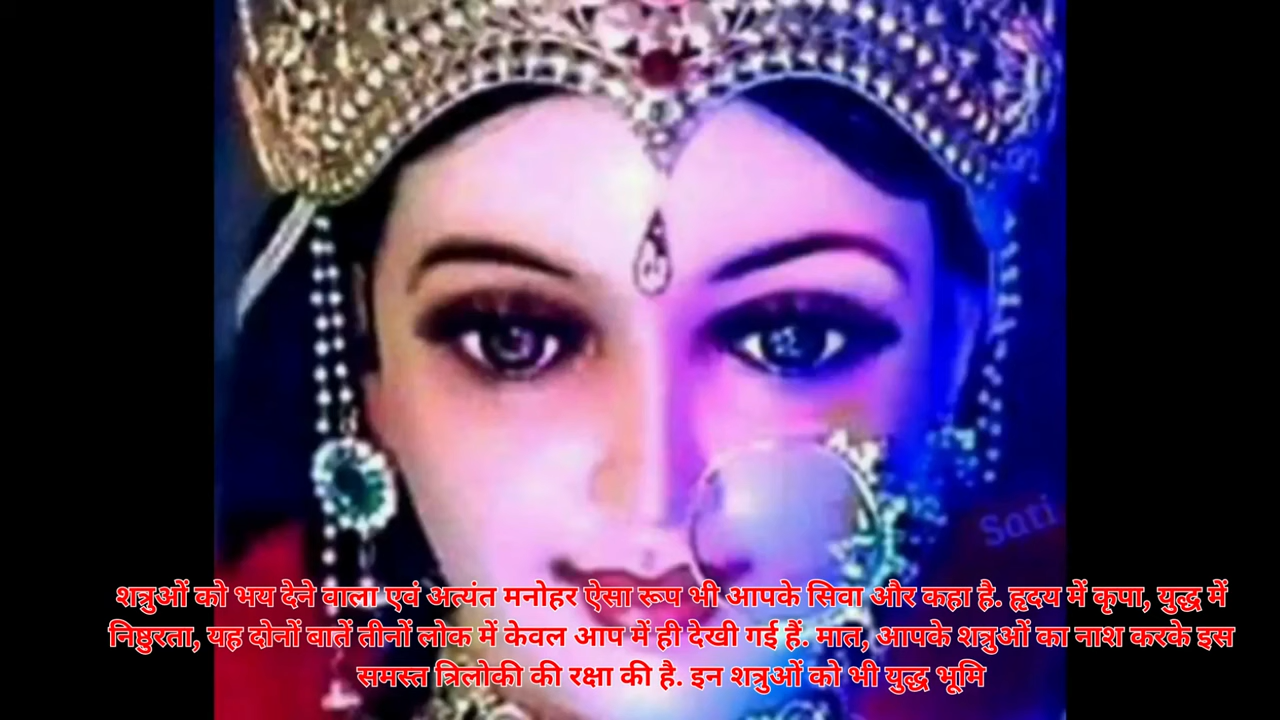 Sati
शत्रुओं को भय देने वाला एवं अत्यंत मनोहर ऐसा रूप भी आपके सिवा और कहा है. हृदय में कृपा, युद्ध में
निष्ठुरता, यह दोनों बातें तीनों लोक में केवल आप में ही देखी गई हैं. मात, आपके शत्रुओं का नाश करके इस
समस्त त्रिलोकी की रक्षा की है. इन शत्रुओं को भी युद्ध भूमि